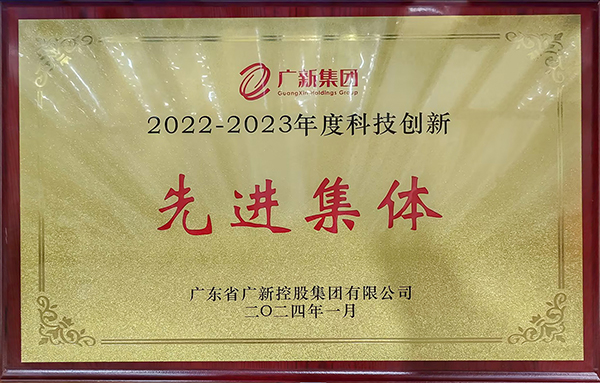 广新集团
GuangXin Holdings Group
2022-2023年度科技创新
先进集体
广东省广新控股集团有限公司
二〇二四年一月